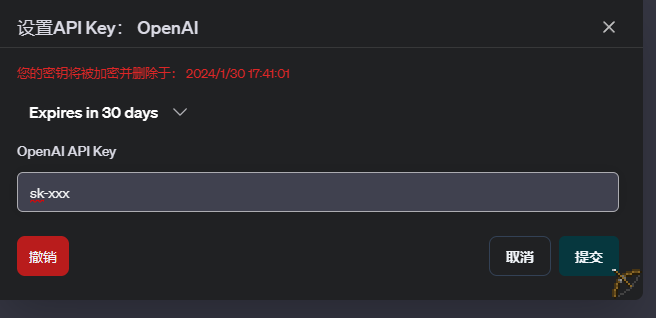 设置API Key： OpenAI
您的密钥将被加密并删除于： 2024/1/30 17:41:01
Expires in 30 days
OpenAI API Key
sk-xxx
撤销 取消 提交